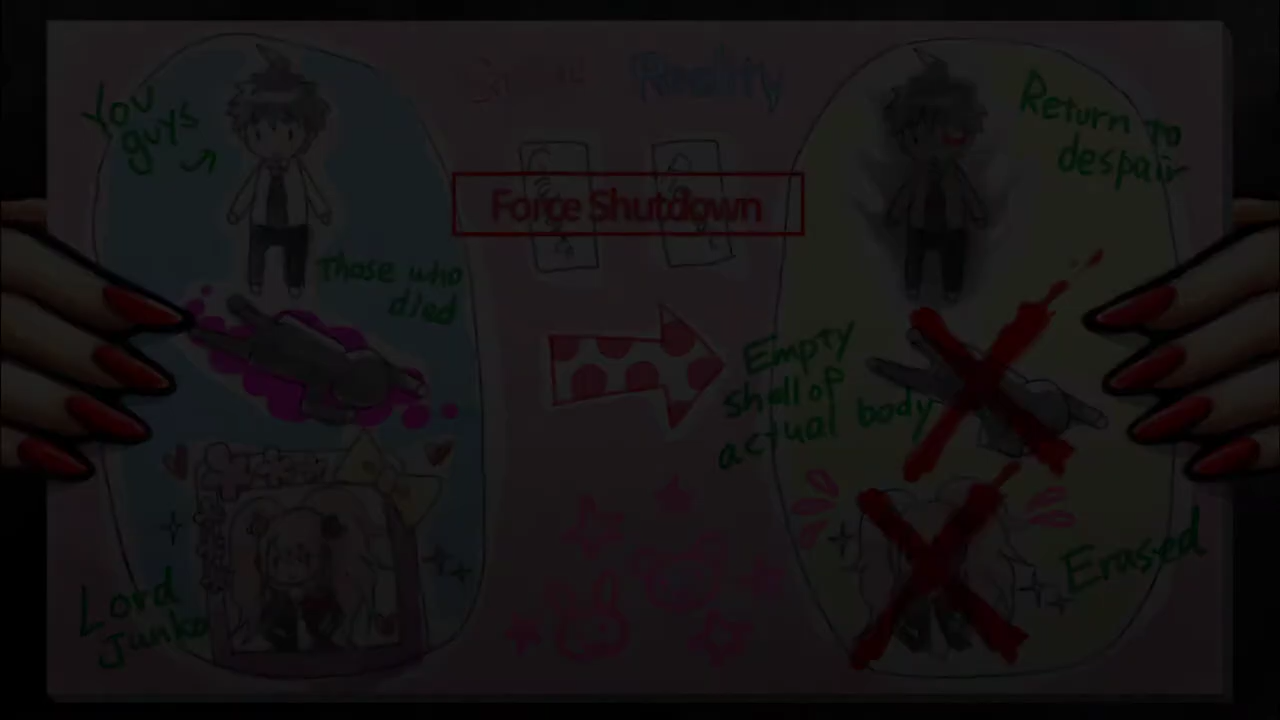 Reality
You
guys
Return to
despair
Force Shutdown
Those who
died
Empty
shell of
actual body
Lord
Junko
Erased